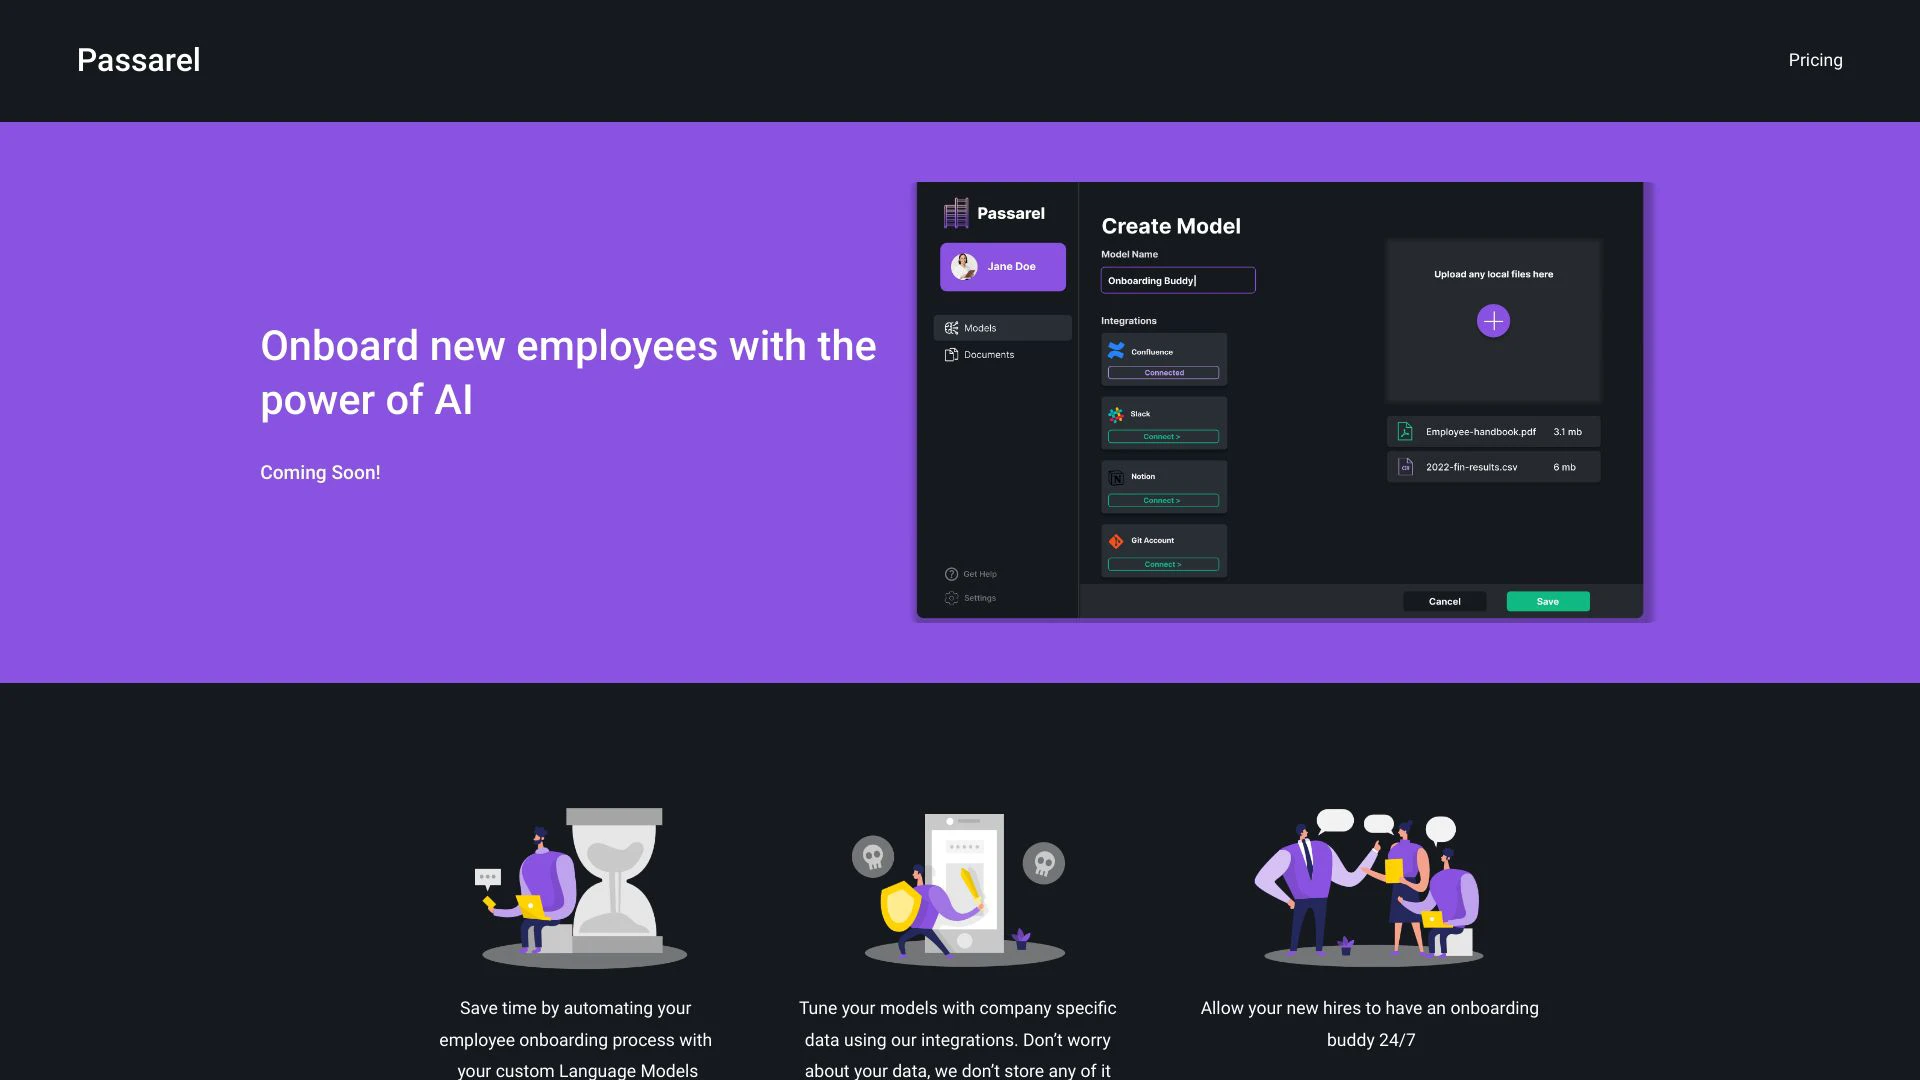 Passarel
Pricing
Onboard new employees with the
power of AI
Coming Soon!
Passarel
Jane Doe
Models
Documents
Get Help
Settings
Create Model
Model Name
Onboarding Buddy
Integrations
Confluence
Connected
Slack
Connect >
Notion
Connect >
Git Account
Connect >
Upload any local files here
Employee-handbook.pdf 3.1 mb
2022-fin-results.csv 6 mb
Cancel
Save
Save time by automating your
employee onboarding process with
your custom Language Models
Tune your models with company specific
data using our integrations. Don’t worry
about your data, we don’t store any of it
Allow your new hires to have an onboarding
buddy 24/7